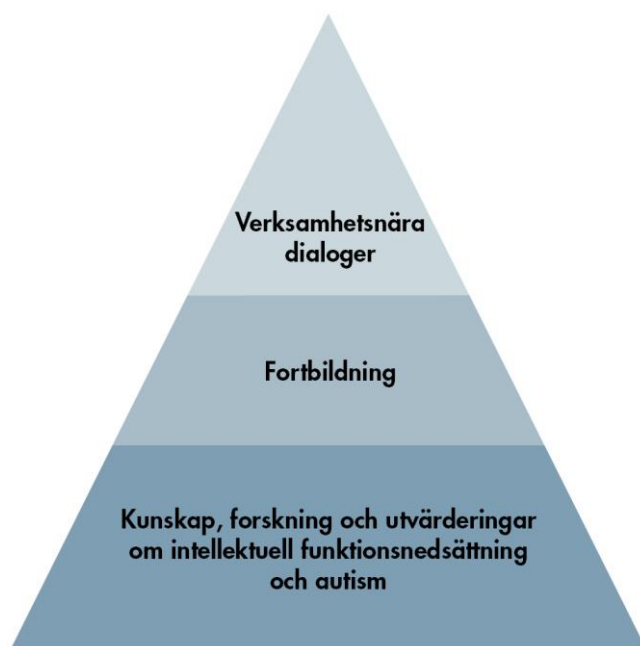 Verksamhetsnära
dialoger
Fortbildning
Kunskap, forskning och utvärderingar
om intellektuell funktionsnedsättning
och autism